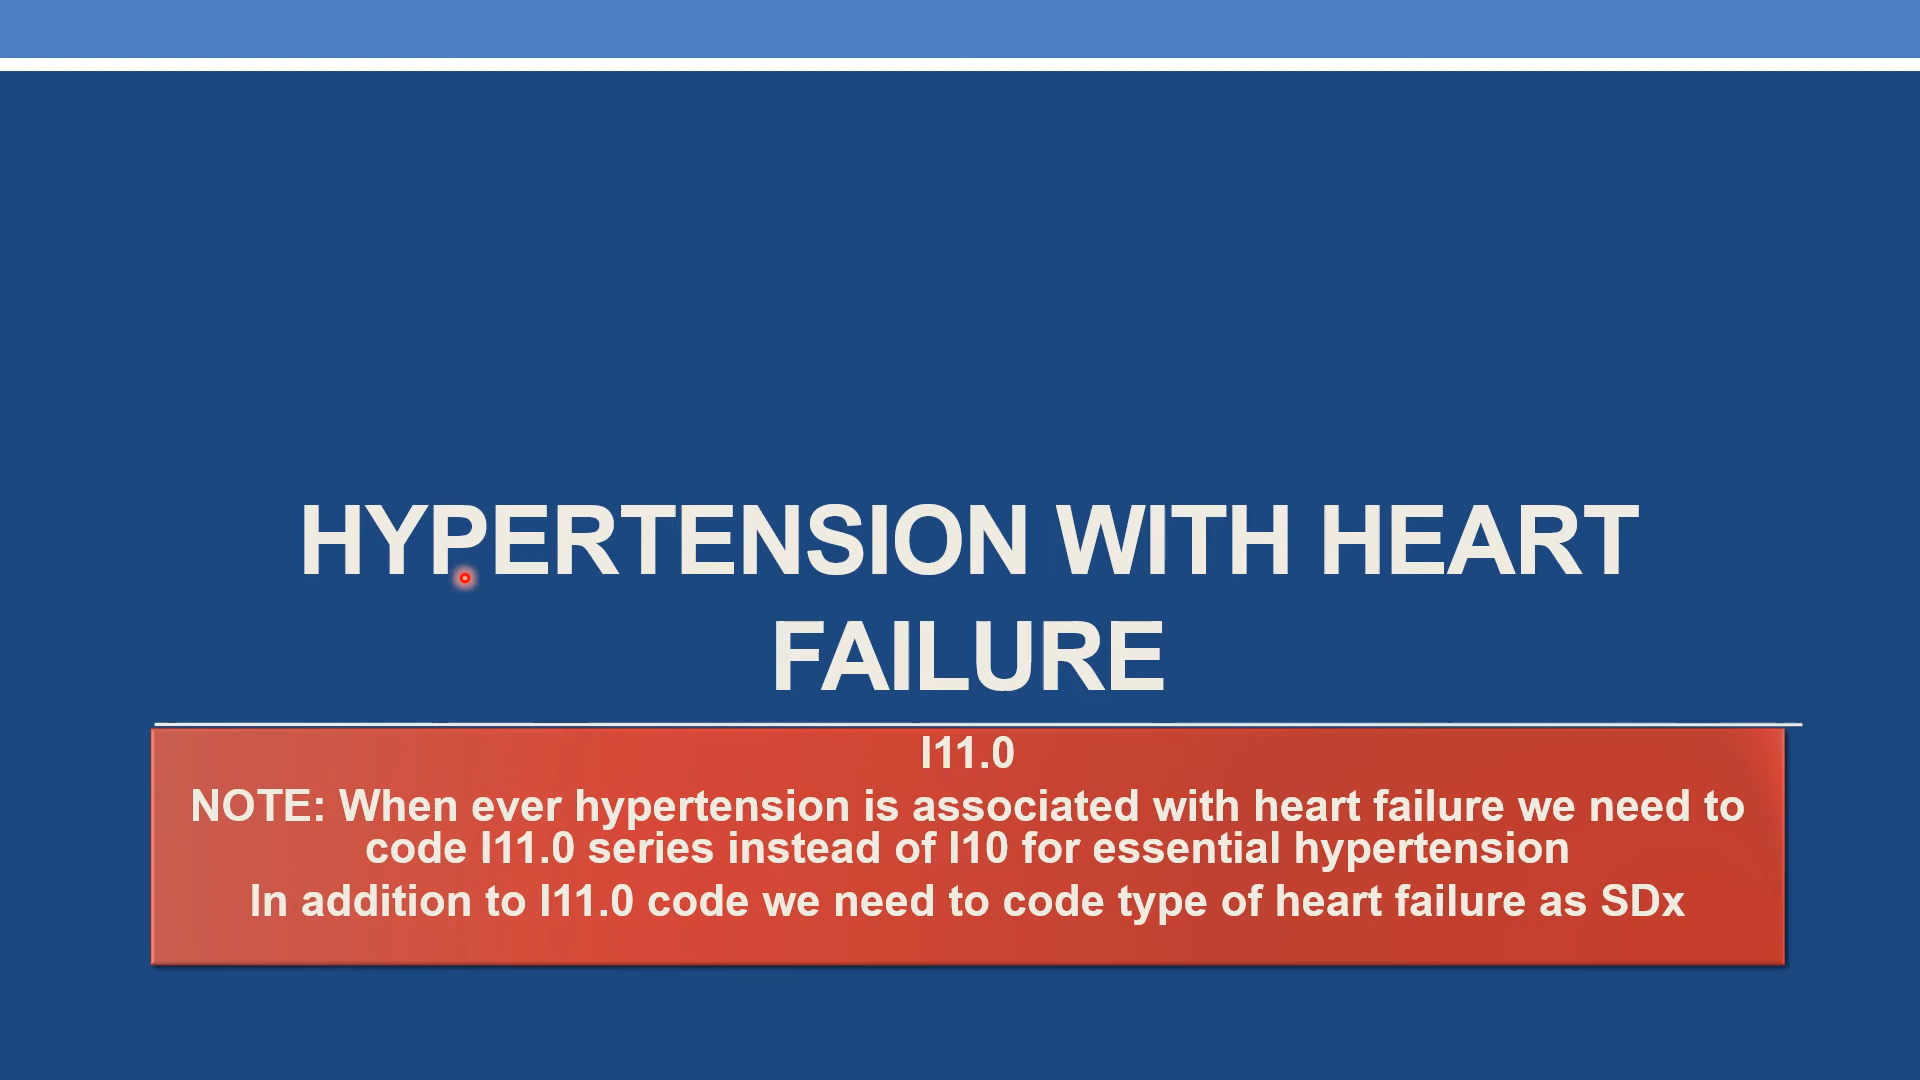 HYPERTENSION WITH HEART
FAILURE
I11.0
NOTE: When ever hypertension is associated with heart failure we need to
code I11.0 series instead of I10 for essential hypertension
In addition to I11.0 code we need to code type of heart failure as SDx